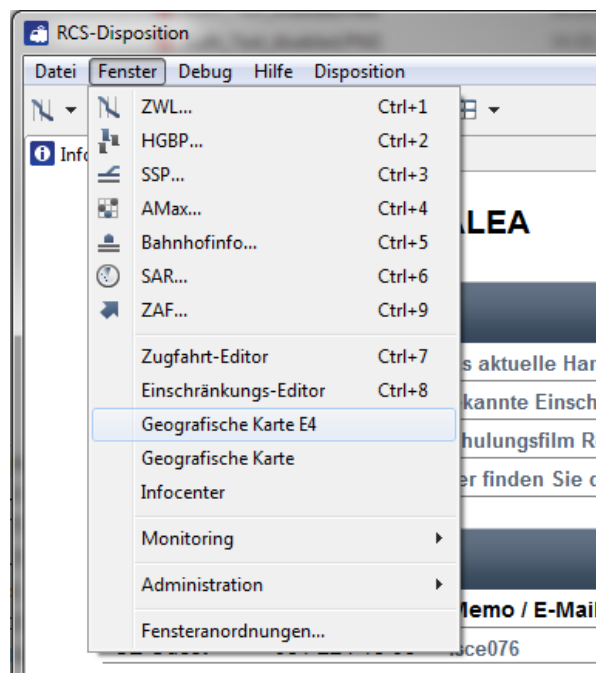 RCS-Disposition
Datei Fenster Debug Hilfe Disposition
ZWL... Ctrl+1
HGBP... Ctrl+2
SSP... Ctrl+3
AMax... Ctrl+4
Bahnhofinfo... Ctrl+5
SAR... Ctrl+6
ZAF... Ctrl+9
Zugfahrt-Editor Ctrl+7
Einschränkungs-Editor Ctrl+8
Geografische Karte E4
Geografische Karte
Infocenter
Monitoring
Administration
Fensteranordnungen...
Info
ALEA
s aktuelle Han
kannte Einsch
hulungsfilm R
er finden Sie d
Memo / E-Mail